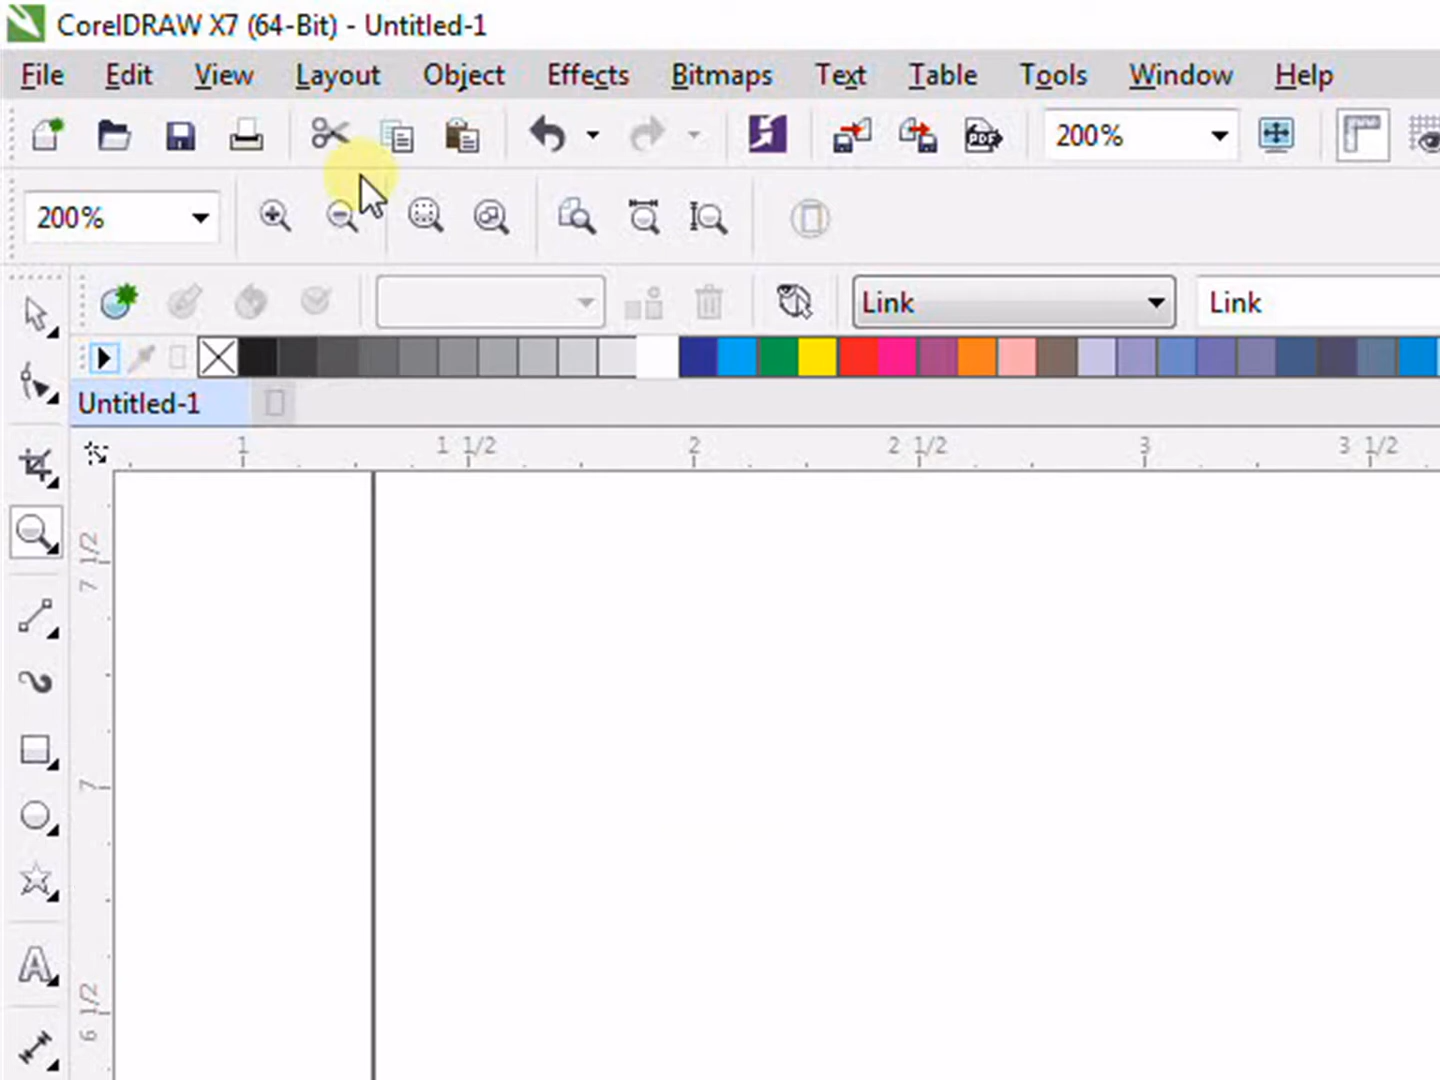 CorelDRAW X7 (64-Bit) - Untitled-1
File Edit View Layout Object Effects Bitmaps Text Table Tools Window Help
PDF 200%
200%
Link Link
Untitled-1
1 1 1/2 2 2 1/2 3 3 1/2
7 1/2
7
6 1/2